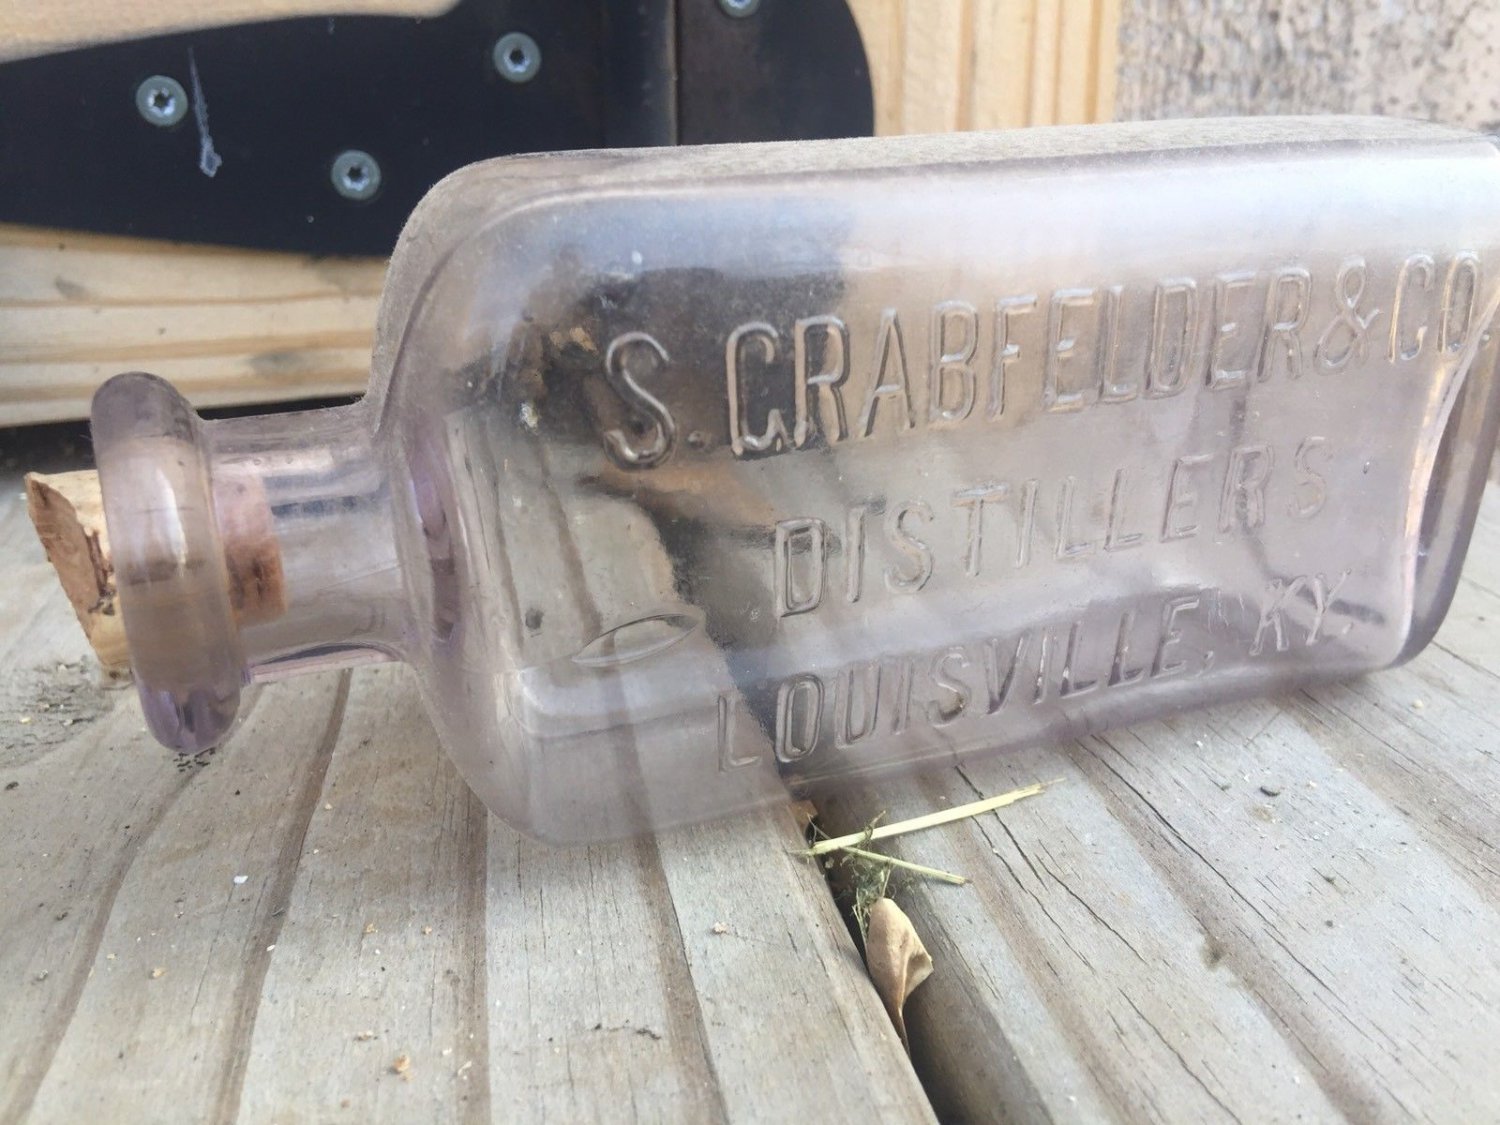 S. GRABFELDER & CO.
DISTILLERS
LOUISVILLE, KY.